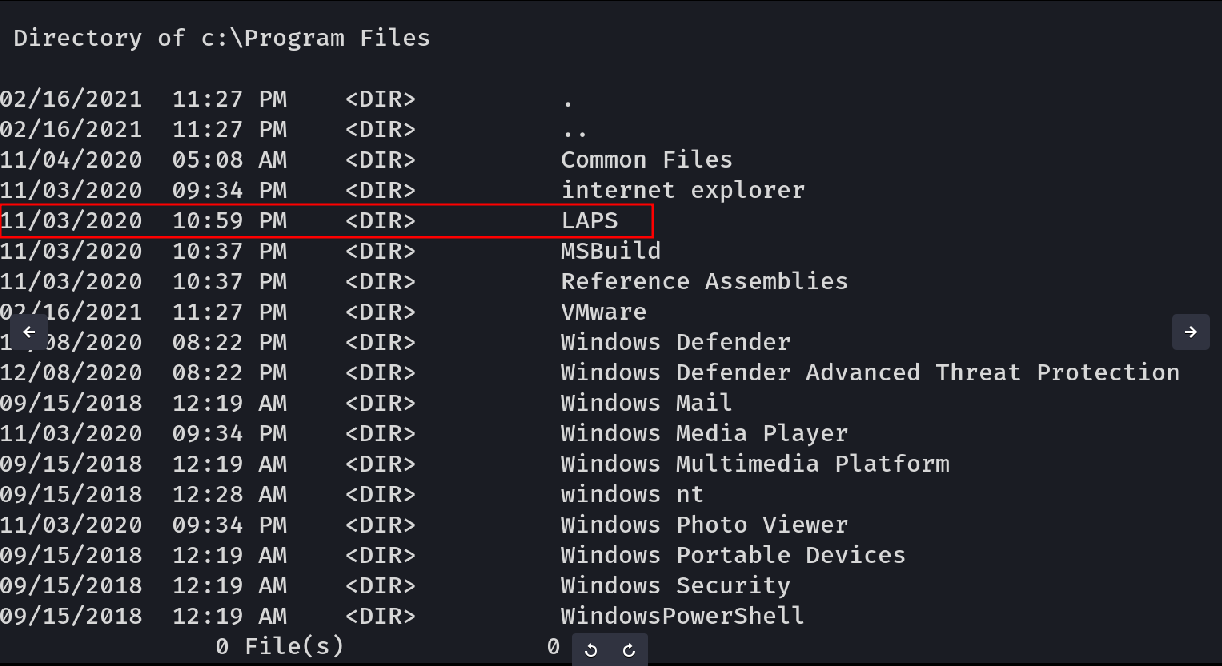 Directory of c:\Program Files
02/16/2021 11:27 PM <DIR> .
02/16/2021 11:27 PM <DIR> ..
11/04/2020 05:08 AM <DIR> Common Files
11/03/2020 09:34 PM <DIR> internet explorer
11/03/2020 10:59 PM <DIR> LAPS
11/03/2020 10:37 PM <DIR> MSBuild
11/03/2020 10:37 PM <DIR> Reference Assemblies
02/16/2021 11:27 PM <DIR> VMware
08/2020 08:22 PM <DIR> Windows Defender
12/08/2020 08:22 PM <DIR> Windows Defender Advanced Threat Protection
09/15/2018 12:19 AM <DIR> Windows Mail
11/03/2020 09:34 PM <DIR> Windows Media Player
09/15/2018 12:19 AM <DIR> Windows Multimedia Platform
09/15/2018 12:28 AM <DIR> windows nt
11/03/2020 09:34 PM <DIR> Windows Photo Viewer
09/15/2018 12:19 AM <DIR> Windows Portable Devices
09/15/2018 12:19 AM <DIR> Windows Security
09/15/2018 12:19 AM <DIR> WindowsPowerShell
0 File(s) 0